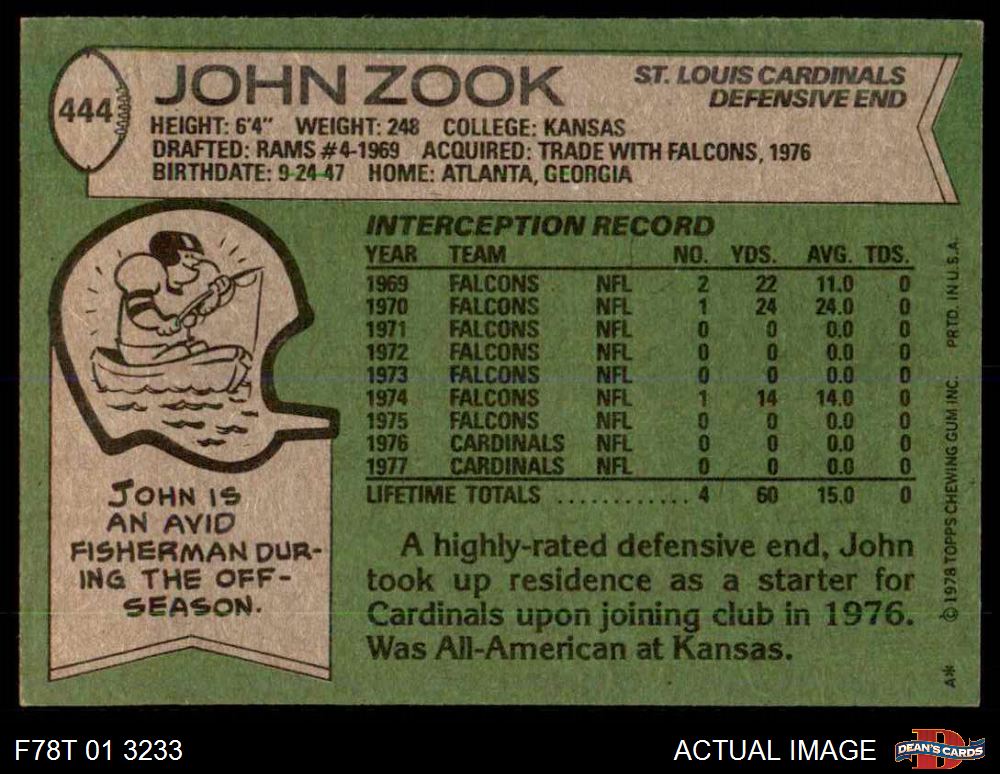 444
JOHN ZOOK
ST. LOUIS CARDINALS
DEFENSIVE END
HEIGHT: 6'4" WEIGHT: 248 COLLEGE: KANSAS
DRAFTED: RAMS #4-1969 ACQUIRED: TRADE WITH FALCONS, 1976
BIRTHDATE: 9-24-47 HOME: ATLANTA, GEORGIA
INTERCEPTION RECORD
YEAR TEAM NO. YDS. AVG. TDS.
1969 FALCONS NFL 2 22 11.0 0
1970 FALCONS NFL 1 24 24.0 0
1971 FALCONS NFL 0 0 0.0 0
1972 FALCONS NFL 0 0 0.0 0
1973 FALCONS NFL 0 0 0.0 0
1974 FALCONS NFL 1 14 14.0 0
1975 FALCONS NFL 0 0 0.0 0
1976 CARDINALS NFL 0 0 0.0 0
1977 CARDINALS NFL 0 0 0.0 0
LIFETIME TOTALS ............ 4 60 15.0 0
JOHN IS
AN AVID
FISHERMAN DUR-
ING THE OFF-
SEASON.
A highly-rated defensive end, John
took up residence as a starter for
Cardinals upon joining club in 1976.
Was All-American at Kansas.
A* © 1978 TOPPS CHEWING GUM INC. PRTD. IN U.S.A.
F78T 01 3233
ACTUAL IMAGE
D
DEAN'S CARDS